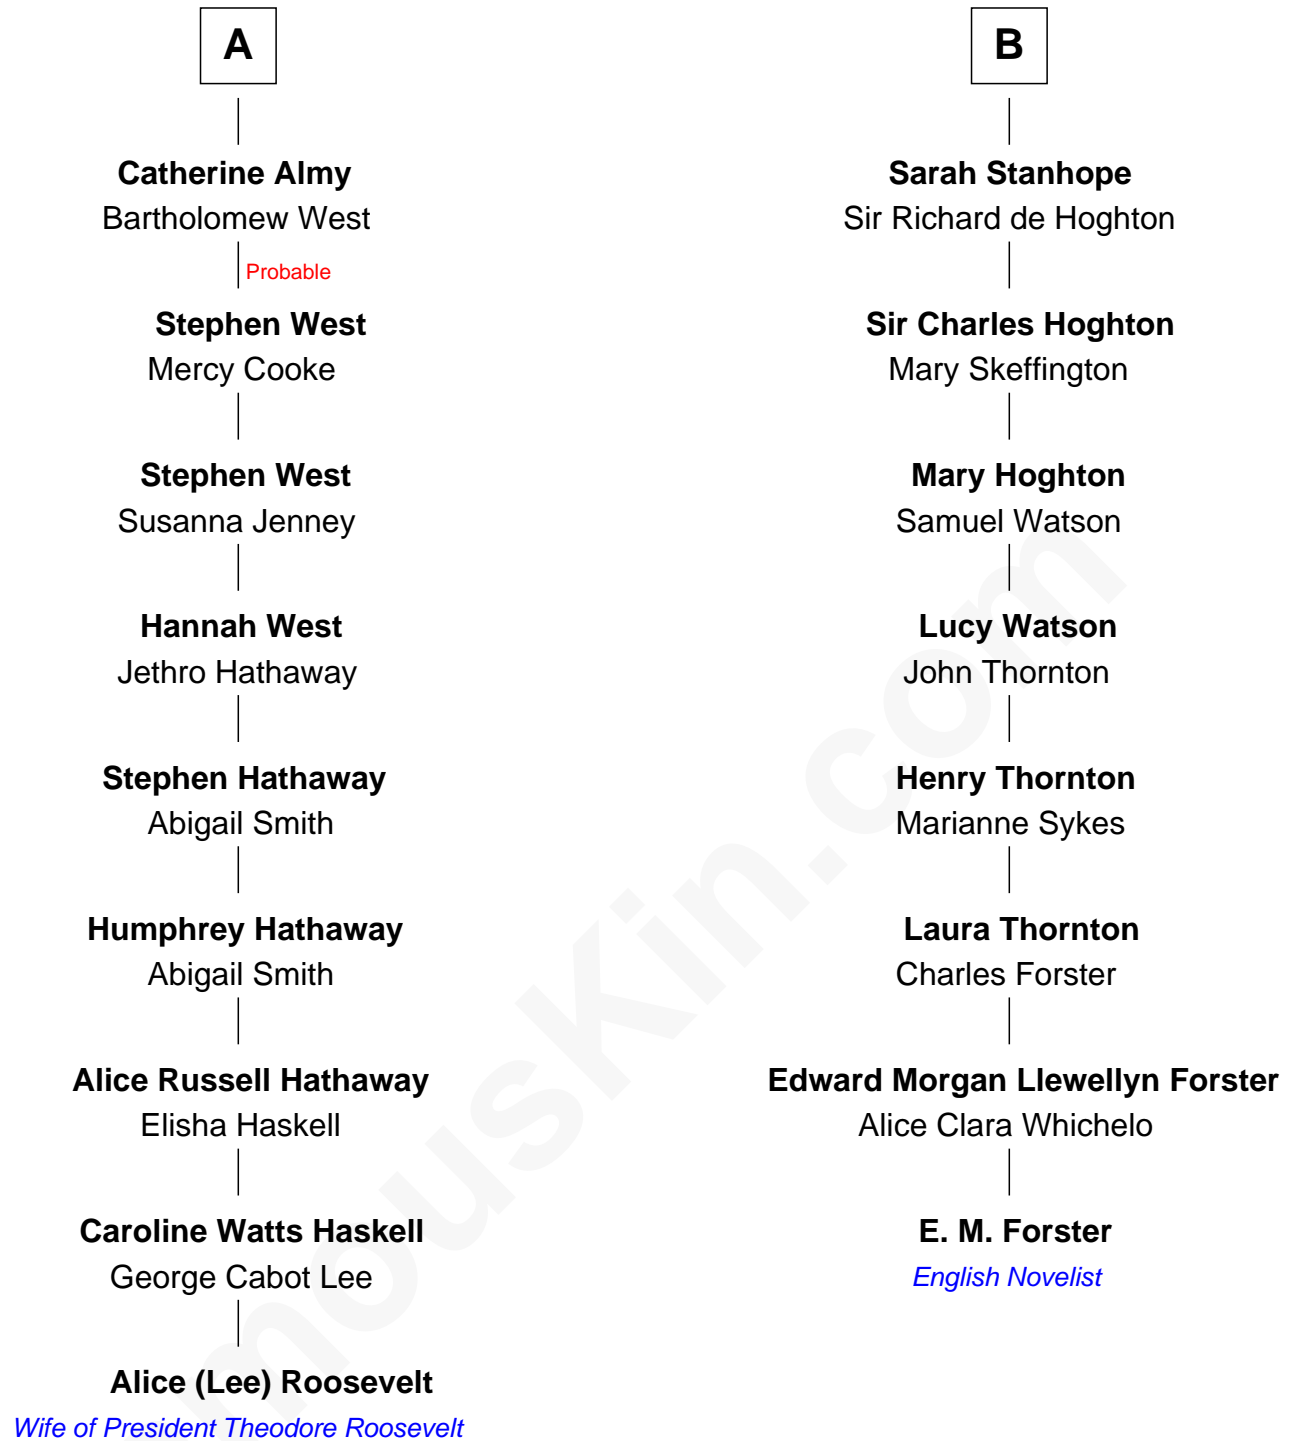 A
Catherine Almy
Bartholomew West
Probable
Stephen West
Mercy Cooke
Stephen West
Susanna Jenney
Hannah West
Jethro Hathaway
Stephen Hathaway
Abigail Smith
Humphrey Hathaway
Abigail Smith
Alice Russell Hathaway
Elisha Haskell
Caroline Watts Haskell
George Cabot Lee
Alice (Lee) Roosevelt
Wife of President Theodore Roosevelt
B
Sarah Stanhope
Sir Richard de Hoghton
Sir Charles Hoghton
Mary Skeffington
Mary Hoghton
Samuel Watson
Lucy Watson
John Thornton
Henry Thornton
Marianne Sykes
Laura Thornton
Charles Forster
Edward Morgan Llewellyn Forster
Alice Clara Whichelo
E. M. Forster
English Novelist
mousKin.com